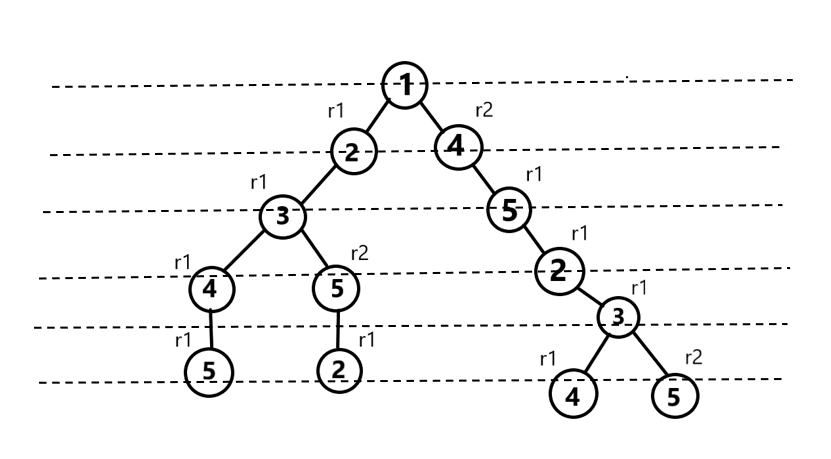 1
r1 r2
2 4
r1 r1
3 5
r1 r2 r1
4 5 2
r1 r1 r1
3
5 2 r1 r2
4 5